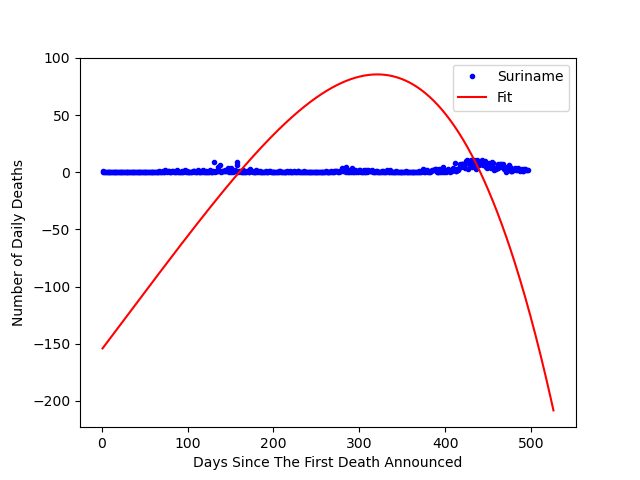 100
50
0
−50
−100
−150
−200
0 100 200 300 400 500
Number of Daily Deaths
Days Since The First Death Announced
Suriname
Fit